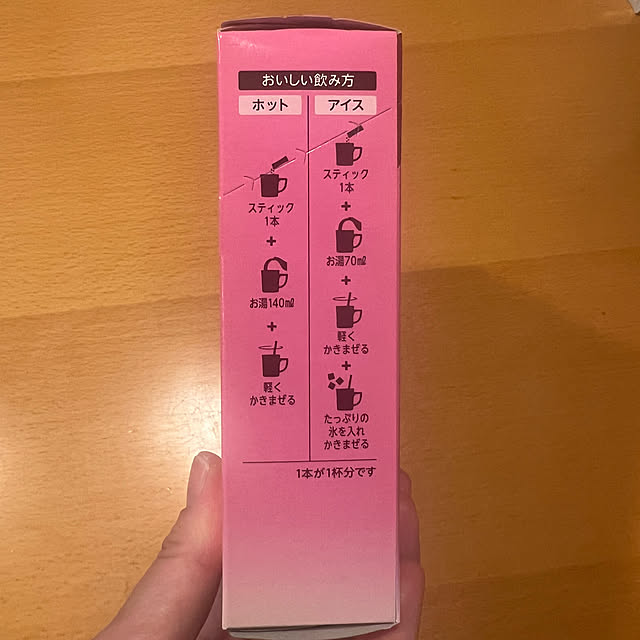 おいしい飲み方
ホット
スティック
1本
+
お湯140㎖
+
軽く
かきまぜる
アイス
スティック
1本
+
お湯70㎖
+
軽く
かきまぜる
+
たっぷりの
氷を入れ
かきまぜる
1本が1杯分です